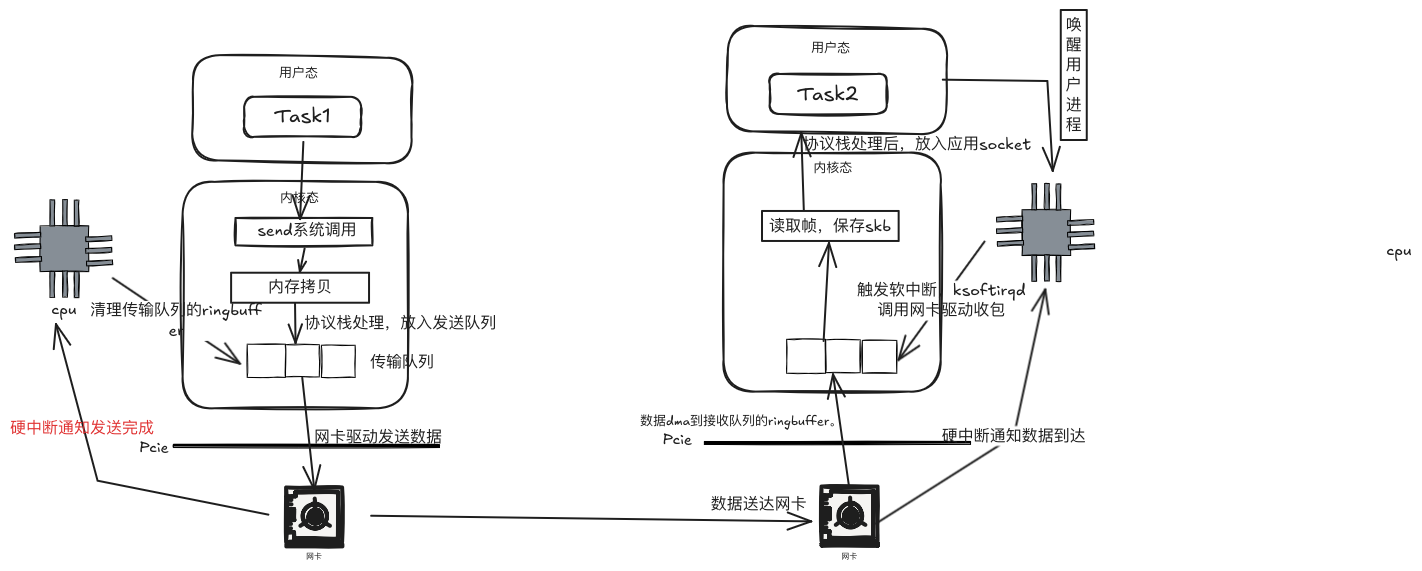 用户态
Task1
内核态
send系统调用
内存拷贝
协议栈处理，放入发送队列
传输队列
cpu
清理传输队列的ringbuff
er
硬中断通知发送完成
Pcie
网卡驱动发送数据
网卡
用户态
Task2
唤
醒
用
户
进
程
协议栈处理后，放入应用socket
内核态
读取帧，保存skb
cpu
触发软中断，ksoftirqd
调用网卡驱动收包
数据dma到接收队列的ringbuffer。
Pcie
硬中断通知数据到达
数据送达网卡
网卡